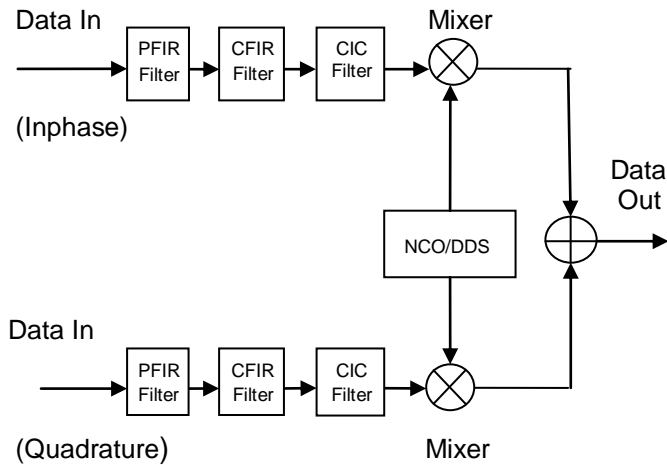 Data In
Mixer
PFIR
Filter
CFIR
Filter
CIC
Filter
(Inphase)
Data
Out
NCO/DDS
Data In
PFIR
Filter
CFIR
Filter
CIC
Filter
(Quadrature)
Mixer